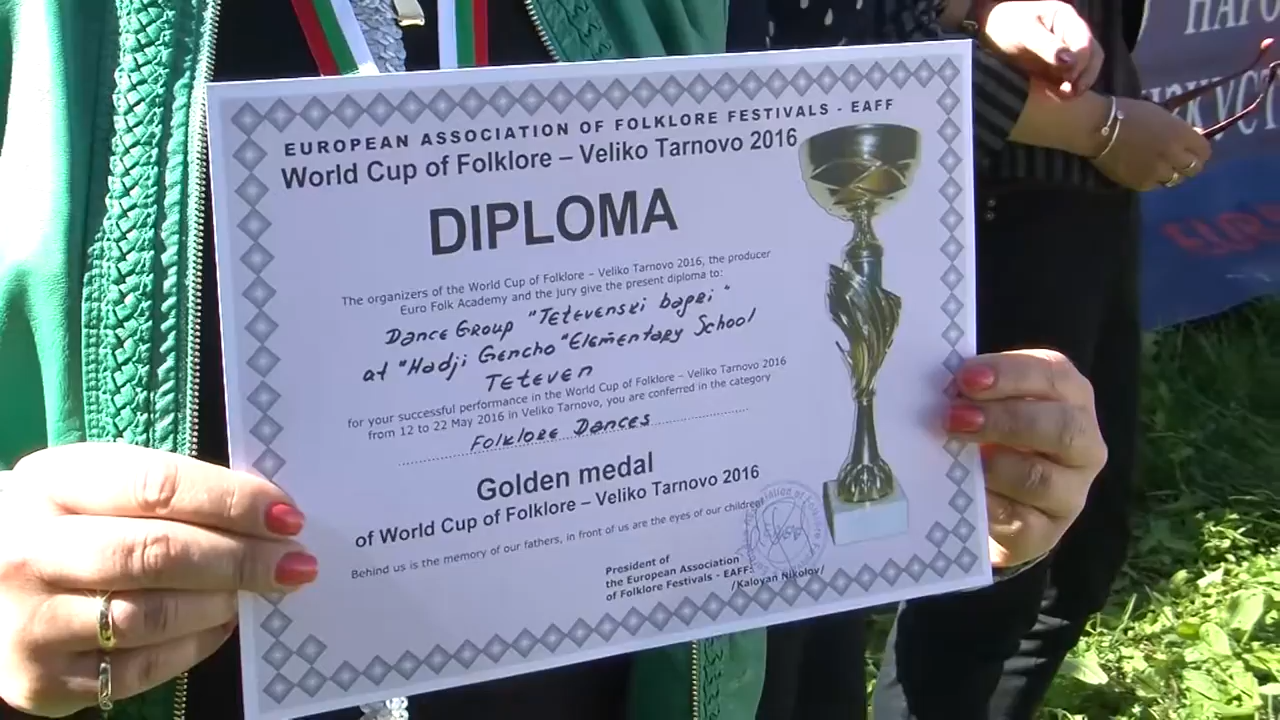 EUROPEAN ASSOCIATION OF FOLKLORE FESTIVALS - EAFF
World Cup of Folklore – Veliko Tarnovo 2016
DIPLOMA
The organizers of the World Cup of Folklore – Veliko Tarnovo 2016, the producer
Euro Folk Academy and the jury give the present diploma to:
Dance Group "Tetevenski bagri"
at "Hadji Gencho" Elementary School
Teteven
for your successful performance in the World Cup of Folklore – Veliko Tarnovo 2016
from 12 to 22 May 2016 in Veliko Tarnovo, you are conferred in the category
Folklore Dances
Golden medal
of World Cup of Folklore – Veliko Tarnovo 2016
Behind us is the memory of our fathers, in front of us are the eyes of our children
President of
the European Association
of Folklore Festivals - EAFF:
/Kaloyan Nikolov/
НАРО